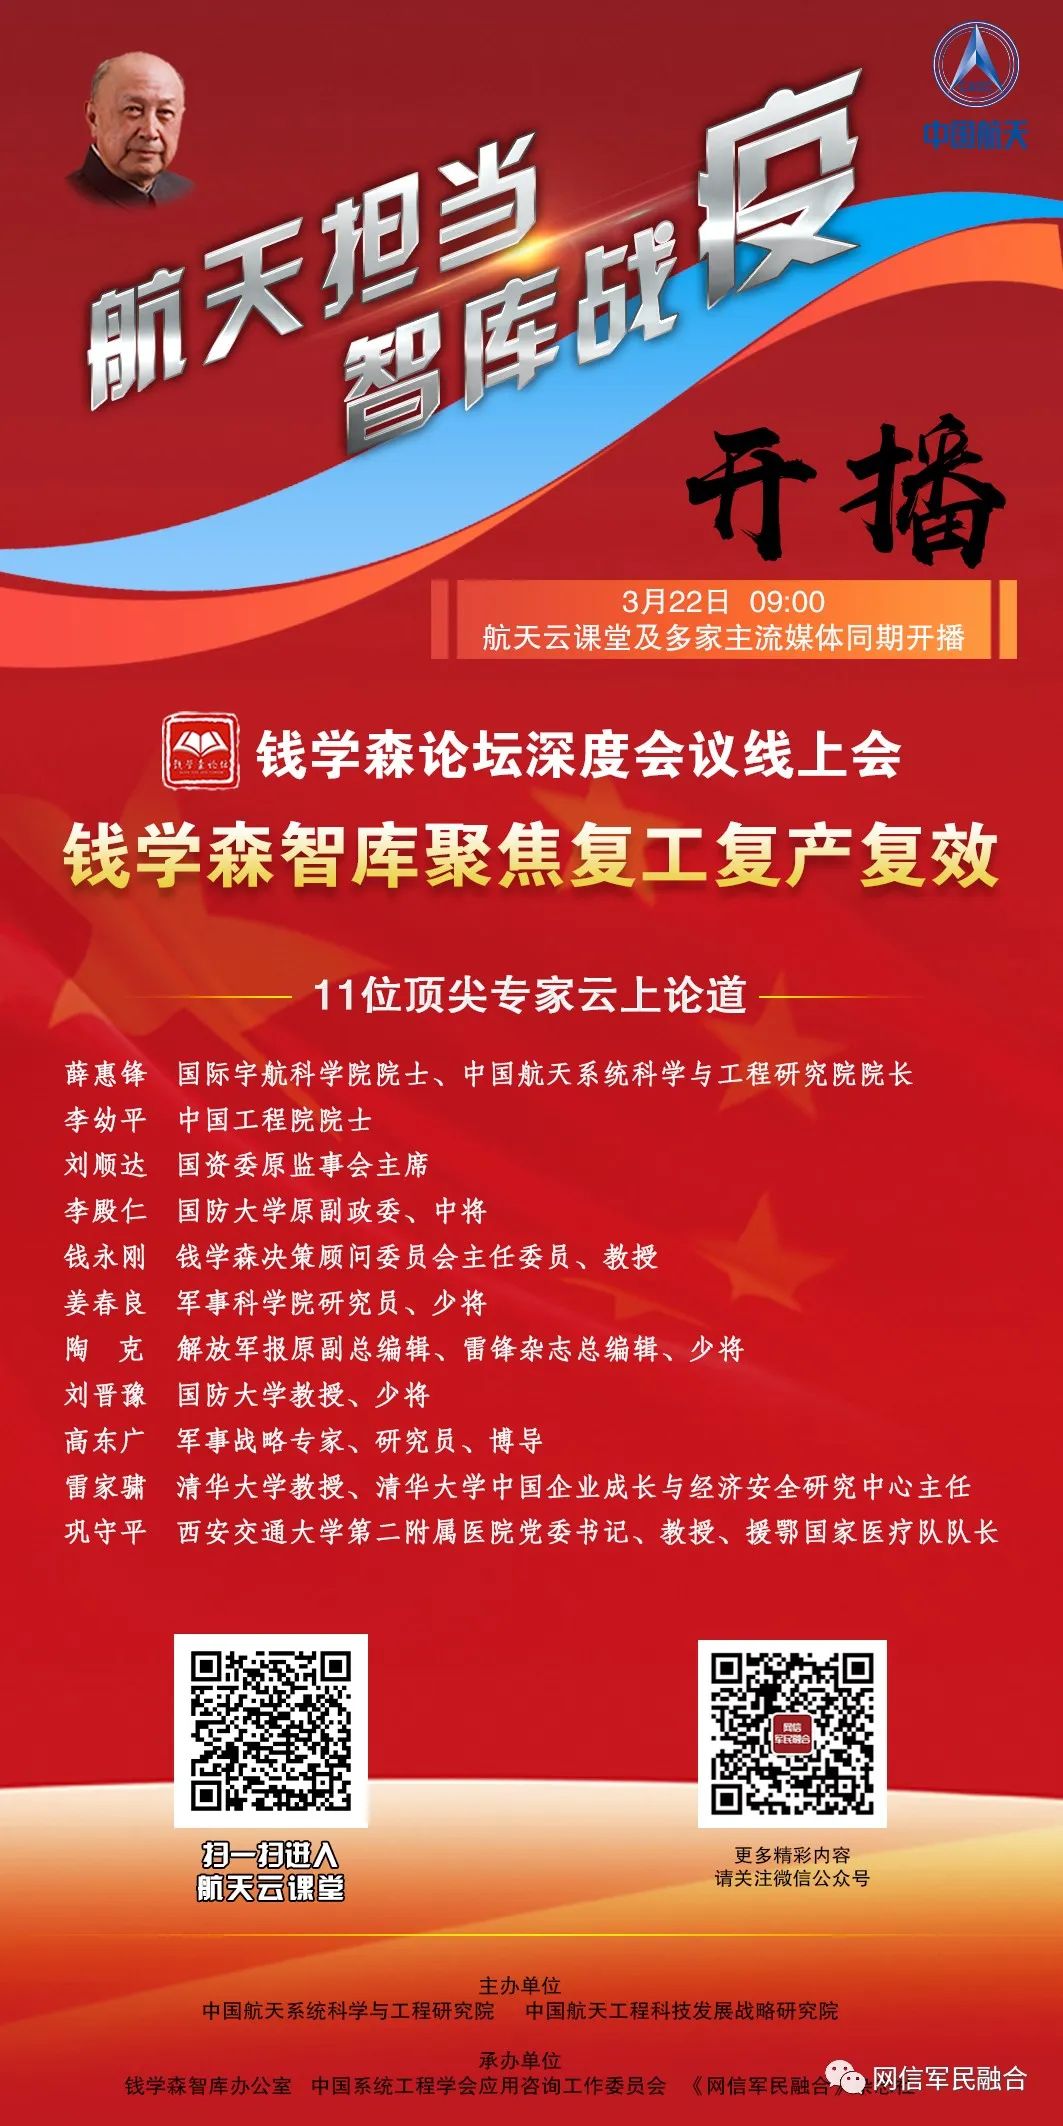 中国航天
航天担当
智库战疫
开播
3月22日 09:00
航天云课堂及多家主流媒体同期开播
钱学森论坛
钱学森论坛深度会议线上会
钱学森智库聚焦复工复产复效
11位顶尖专家云上论道
薛惠锋 国际宇航科学院院士、中国航天系统科学与工程研究院院长
李幼平 中国工程院院士
刘顺达 国资委原监事会主席
李殿仁 国防大学原副政委、中将
钱永刚 钱学森决策顾问委员会主任委员、教授
姜春良 军事科学院研究员、少将
陶 克 解放军报原副总编辑、雷锋杂志总编辑、少将
刘晋豫 国防大学教授、少将
高东广 军事战略专家、研究员、博导
雷家骕 清华大学教授、清华大学中国企业成长与经济安全研究中心主任
巩守平 西安交通大学第二附属医院党委书记、教授、援鄂国家医疗队队长
网信
军民融合
扫一扫进入
航天云课堂
更多精彩内容
请关注微信公众号
主办单位
中国航天系统科学与工程研究院 中国航天工程科技发展战略研究院
承办单位
钱学森智库办公室 中国系统工程学会应用咨询工作委员会 《网信军民融合》杂志社
网信军民融合